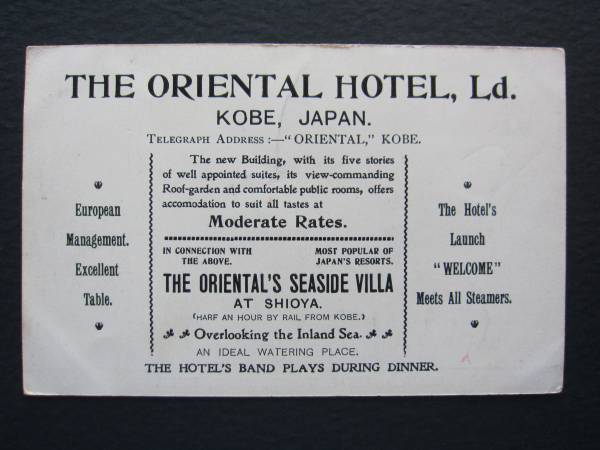 THE ORIENTAL HOTEL, Ld.
KOBE, JAPAN.
TELEGRAPH ADDRESS :—"ORIENTAL," KOBE.
European
Management.
Excellent
Table.
The new Building, with its five stories
of well appointed suites, its view-commanding
Roof-garden and comfortable public rooms, offers
accomodation to suit all tastes at
Moderate Rates.
IN CONNECTION WITH
THE ABOVE.
MOST POPULAR OF
JAPAN'S RESORTS.
THE ORIENTAL'S SEASIDE VILLA
AT SHIOYA.
(HARF AN HOUR BY RAIL FROM KOBE.)
Overlooking the Inland Sea.
AN IDEAL WATERING PLACE.
The Hotel's
Launch
"WELCOME"
Meets All Steamers.
THE HOTEL'S BAND PLAYS DURING DINNER.